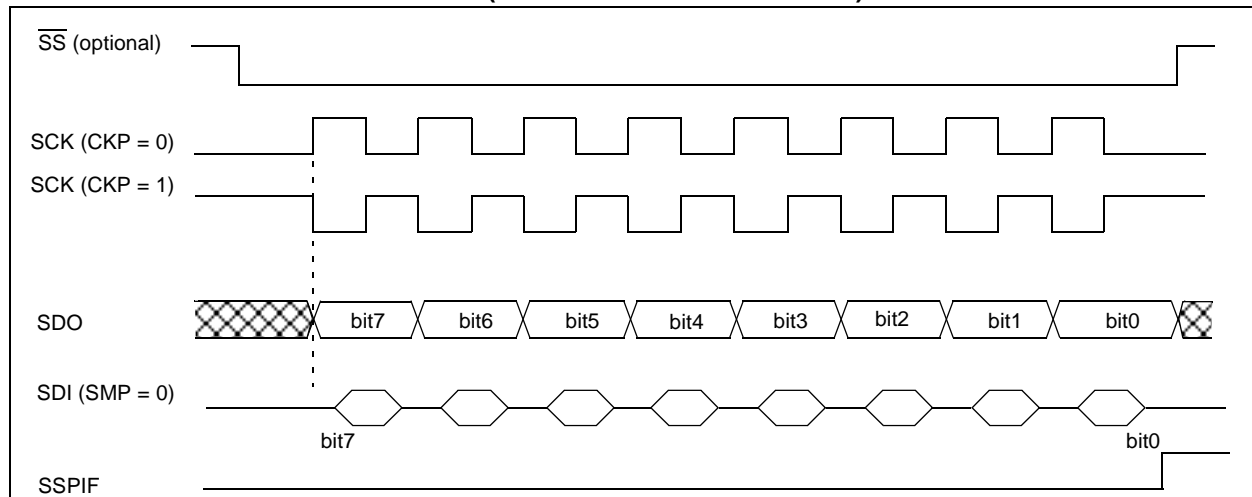 SS (optional)
SCK (CKP = 0)
SCK (CKP = 1)
SDO bit7 bit6 bit5 bit4 bit3 bit2 bit1 bit0
SDI (SMP = 0)
bit7 bit0
SSPIF